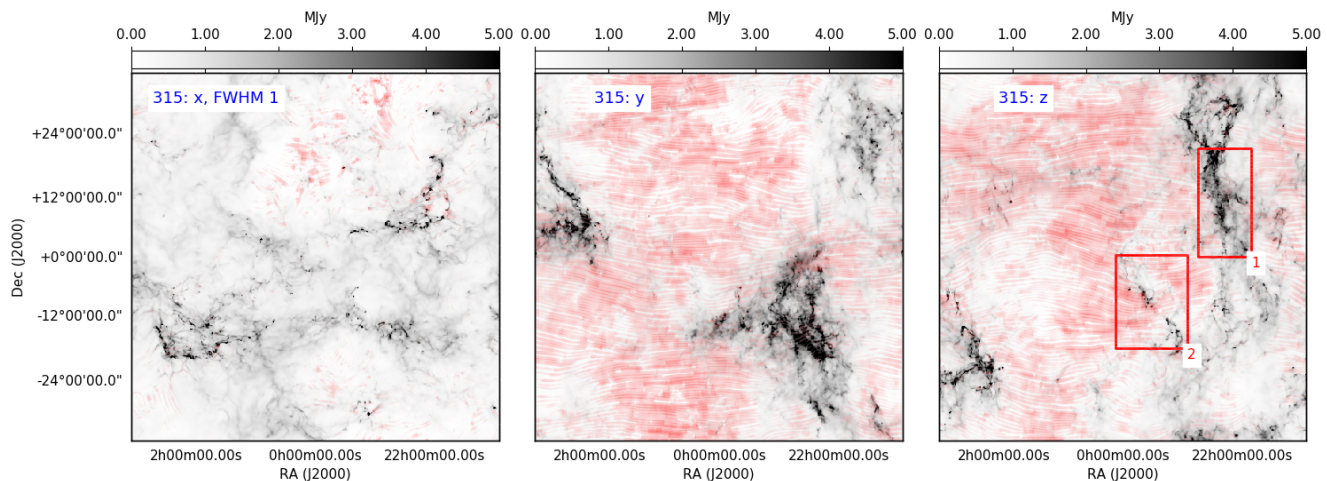 MJy MJy MJy
0.00 1.00 2.00 3.00 4.00 5.00 0.00 1.00 2.00 3.00 4.00 5.00 0.00 1.00 2.00 3.00 4.00 5.00
315: x, FWHM 1 315: y 315: z
+24°00'00.0"
+12°00'00.0"
+0°00'00.0"
-12°00'00.0"
-24°00'00.0"
Dec (J2000)
1
2
2h00m00.00s 0h00m00.00s 22h00m00.00s 2h00m00.00s 0h00m00.00s 22h00m00.00s 2h00m00.00s 0h00m00.00s 22h00m00.00s
RA (J2000) RA (J2000) RA (J2000)